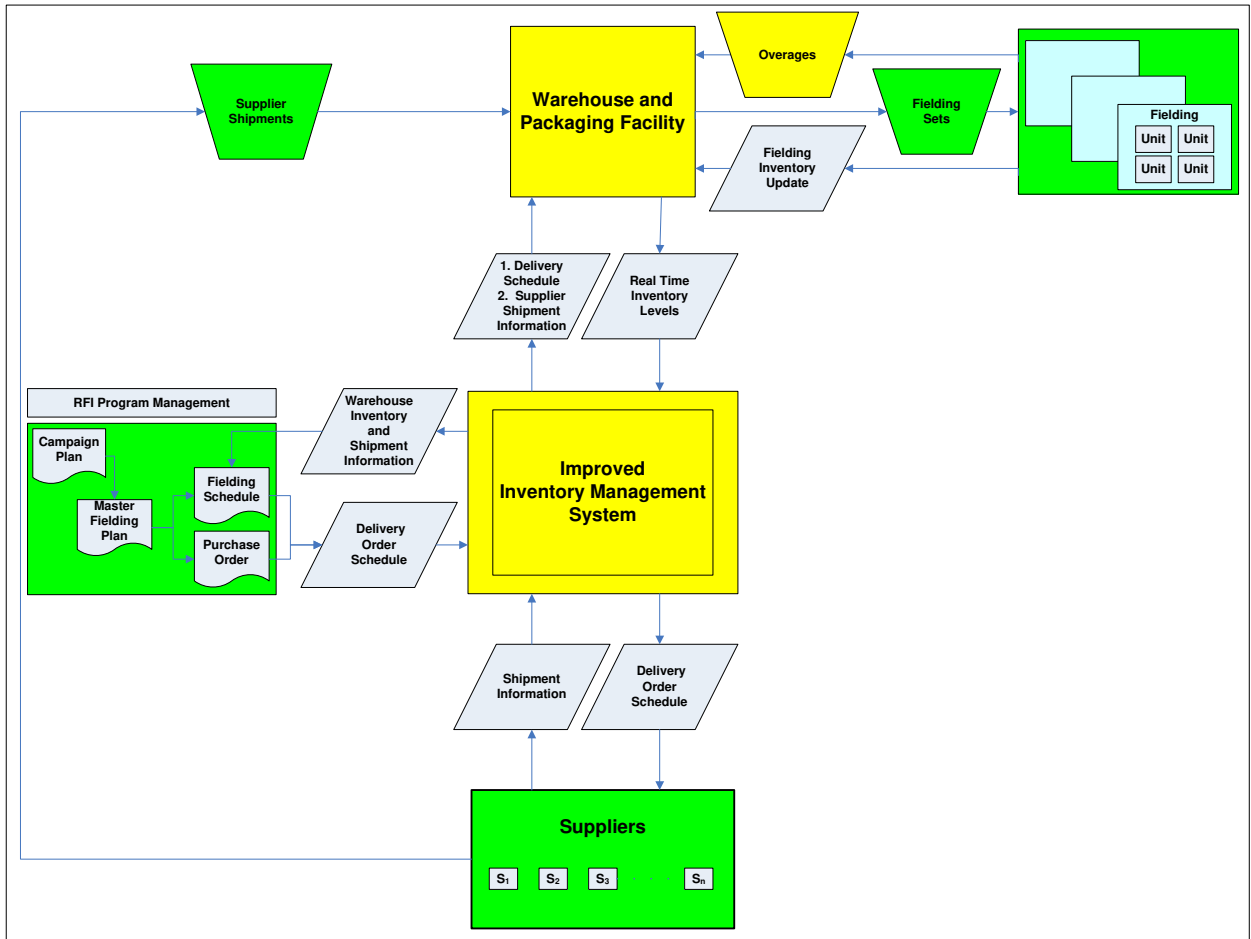 Overages
Supplier
Shipments
Warehouse and
Packaging Facility
Fielding
Sets
Fielding
Unit Unit
Unit Unit
Fielding
Inventory
Update
1. Delivery
Schedule
2. Supplier
Shipment
Information
Real Time
Inventory
Levels
RFI Program Management
Campaign
Plan
Master
Fielding
Plan
Fielding
Schedule
Purchase
Order
Warehouse
Inventory
and
Shipment
Information
Delivery
Order
Schedule
Improved
Inventory Management
System
Shipment
Information
Delivery
Order
Schedule
Suppliers
S1 S2 S3 . . . Sn